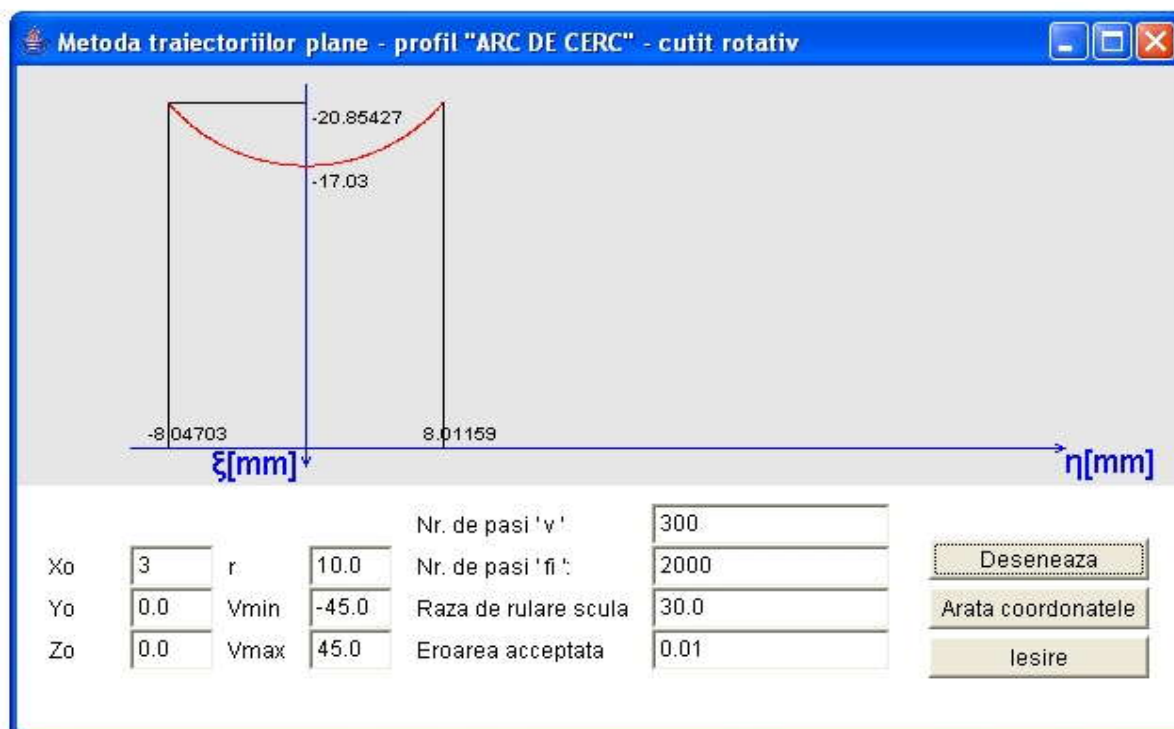 Metoda traiectoriilor plane - profil "ARC DE CERC" - cutit rotativ
-20.85427
-17.03
-8.04703
8.01159
ξ[mm]
η[mm]
Nr. de pasi ' v ':
300
Xo
3
r
10.0
Nr. de pasi ' fi ':
2000
Deseneaza
Yo
0.0
Vmin
-45.0
Raza de rulare scula
30.0
Arata coordonatele
Zo
0.0
Vmax
45.0
Eroarea acceptata
0.01
Iesire